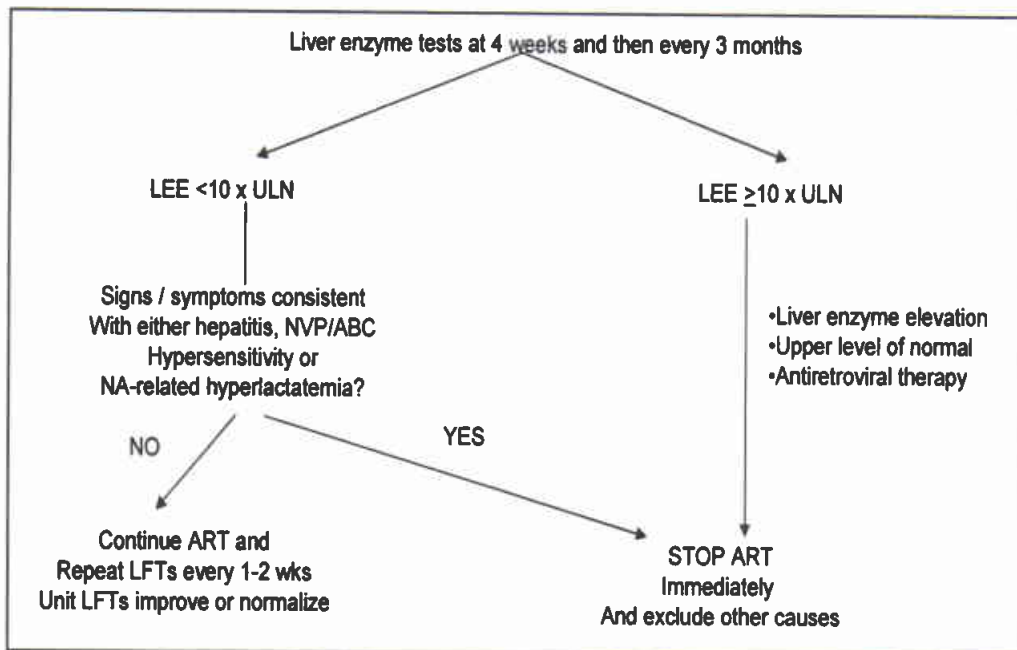 Liver enzyme tests at 4 weeks and then every 3 months
LEE <10 x ULN
LEE ≥10 x ULN
Signs / symptoms consistent
With either hepatitis, NVP/ABC
Hypersensitivity or
NA-related hyperlactatemia?
•Liver enzyme elevation
•Upper level of normal
•Antiretroviral therapy
NO
YES
Continue ART and
Repeat LFTs every 1-2 wks
Unit LFTs improve or normalize
STOP ART
Immediately
And exclude other causes